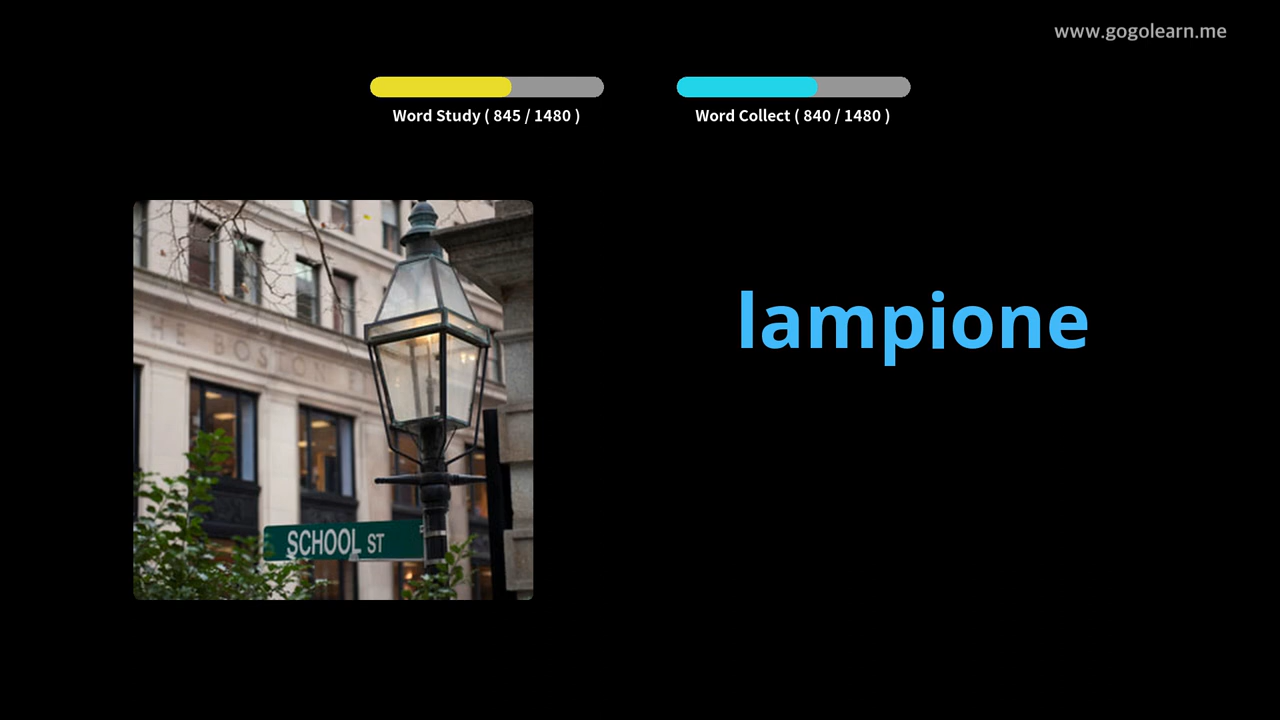 www.gogolearn.me
Word Study ( 845 / 1480 )
Word Collect ( 840 / 1480 )
lampione
HE BOSTON
SCHOOL ST